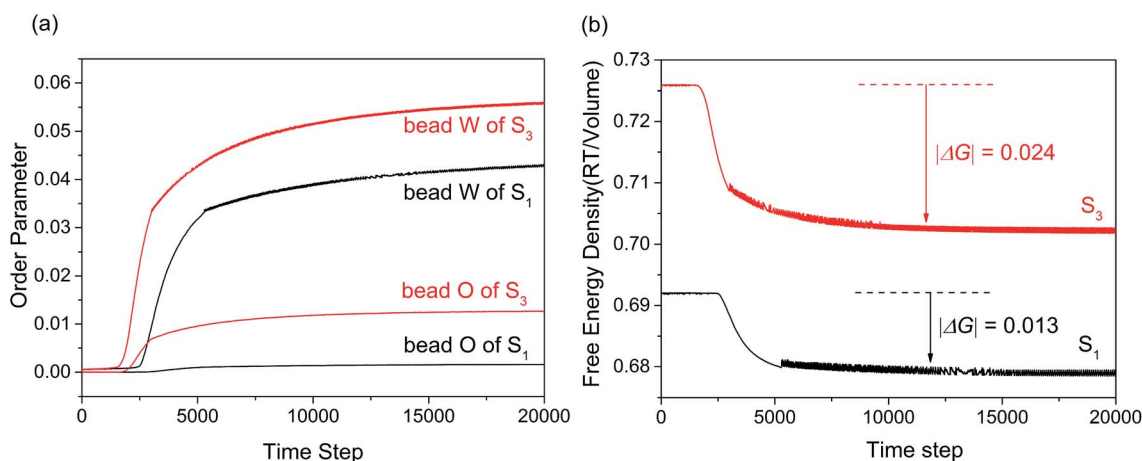 (a)
Order Parameter
0.06
0.05
0.04
0.03
0.02
0.01
0.00
bead W of S3
bead W of S1
bead O of S3
bead O of S1
0
5000
10000
15000
20000
Time Step
(b)
Free Energy Density(RT/Volume)
0.73
0.72
0.71
0.70
0.69
0.68
|ΔG| = 0.024
S3
|ΔG| = 0.013
S1
0
5000
10000
15000
20000
Time step